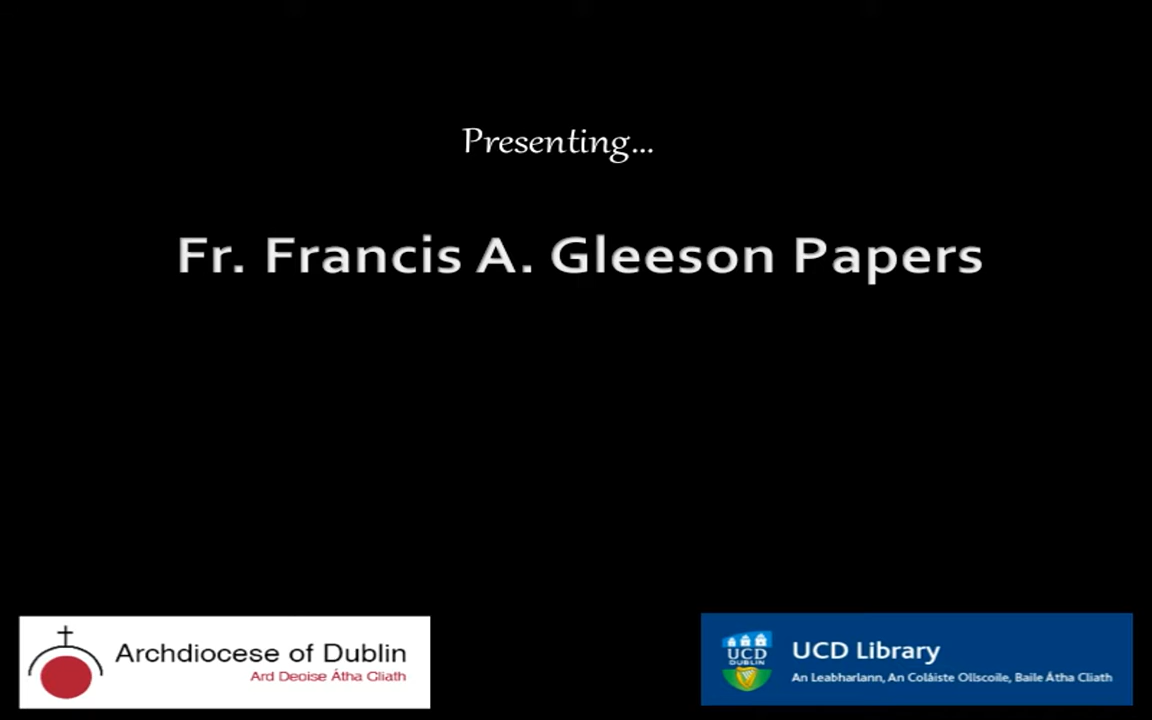 Presenting...
Fr. Francis A. Gleeson Papers
Archdiocese of Dublin
Ard Deoise Átha Cliath
UCD
DUBLIN
UCD Library
An Leabharlann, An Coláiste Ollscoile, Baile Átha Cliath